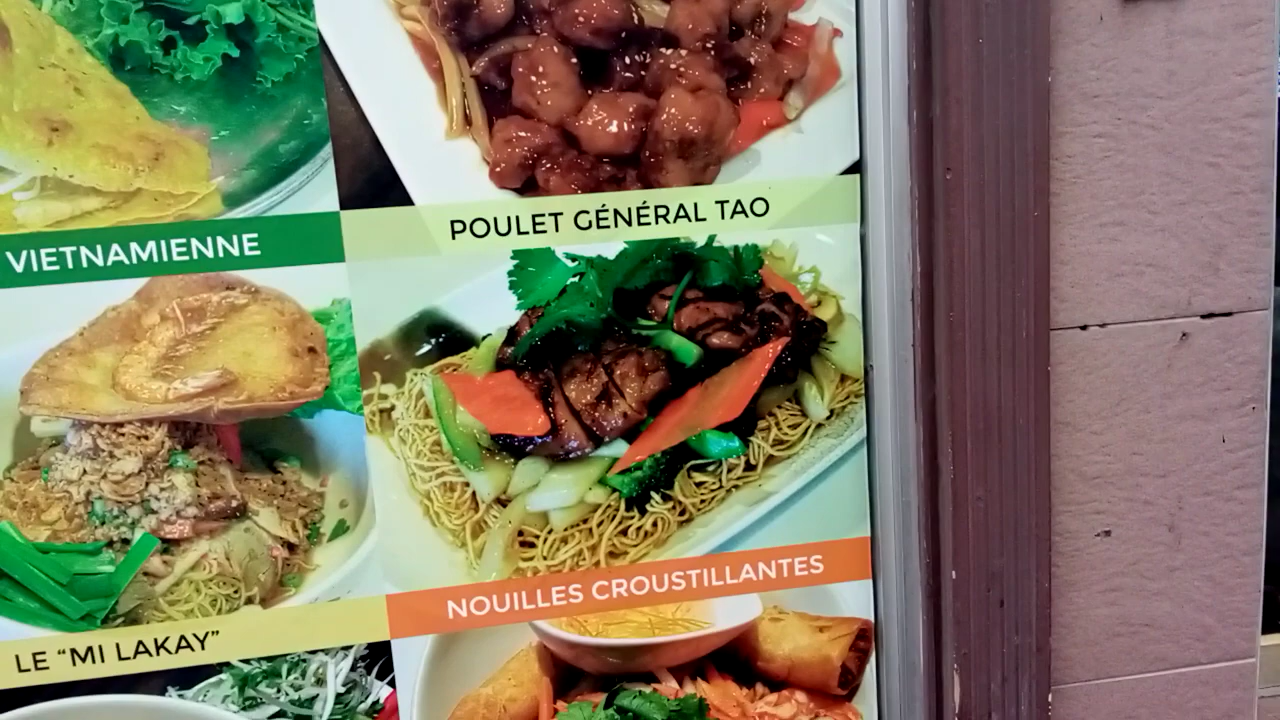 POULET GÉNÉRAL TAO
VIETNAMIENNE
NOUILLES CROUSTILLANTES
LE “MI LAKAY”